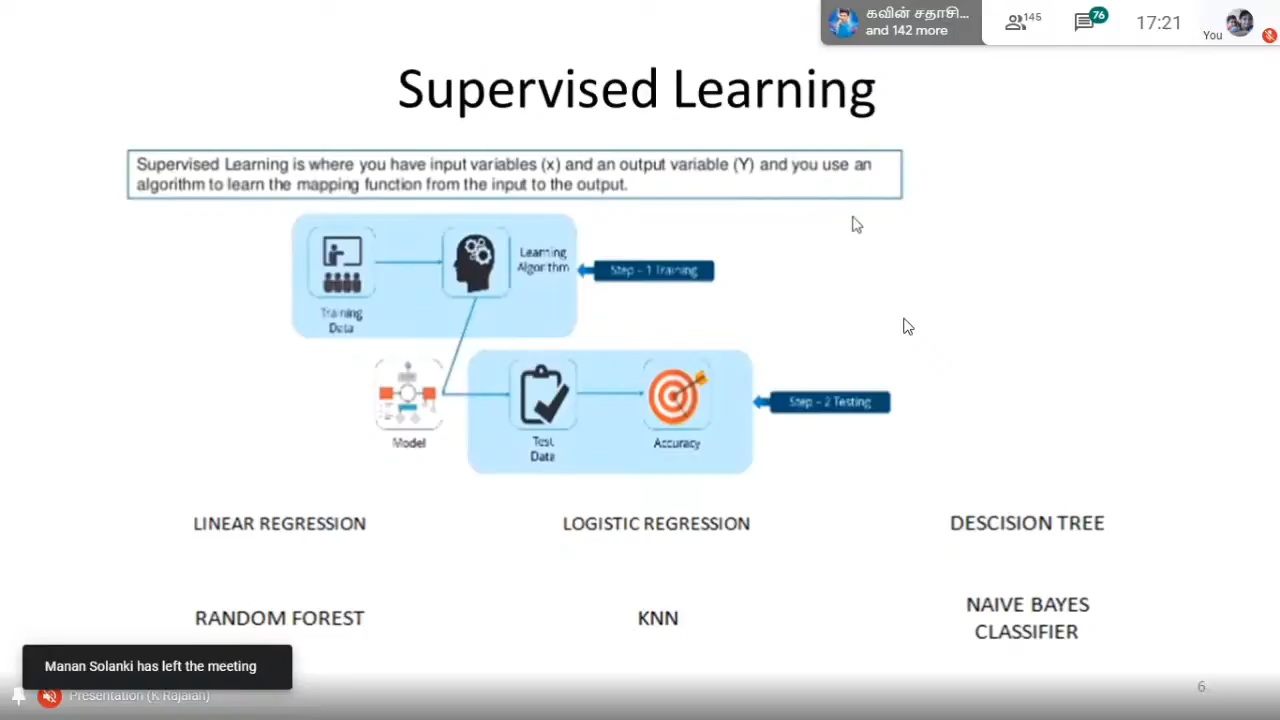 கவின் சதாசி...
and 142 more
145
76
17:21
You
Supervised Learning
Supervised Learning is where you have input variables (x) and an output variable (Y) and you use an
algorithm to learn the mapping function from the input to the output.
Learning
Algorithm
Step – 1 Training
Training
Data
Model
Test
Data
Accuracy
Step – 2 Testing
LINEAR REGRESSION
LOGISTIC REGRESSION
DESCISION TREE
RANDOM FOREST
KNN
NAIVE BAYES
CLASSIFIER
Manan Solanki has left the meeting
Presentation (K Rajaian)
6